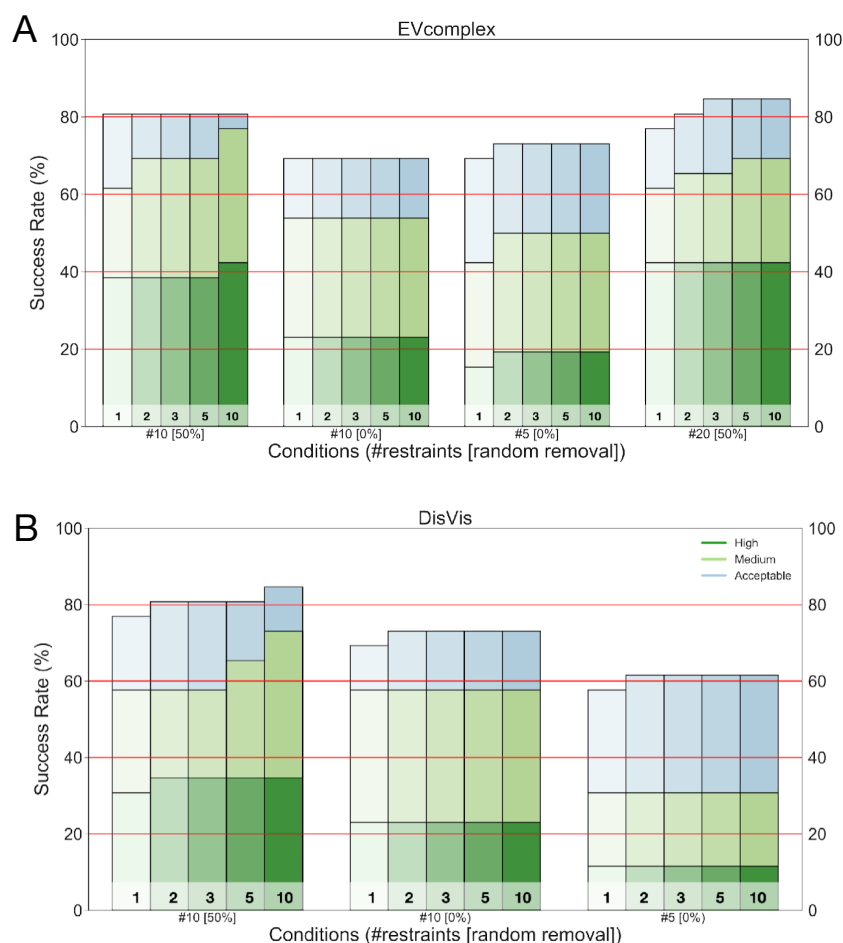 A
EVcomplex
100
100
80
80
60
60
40
40
20
20
0
0
Success Rate (%)
1 2 3 5 10
1 2 3 5 10
1 2 3 5 10
1 2 3 5 10
#10 [50%]
#10 [0%]
#5 [0%]
#20 [50%]
Conditions (#restraints [random removal])
B
DisVis
100
100
High
Medium
Acceptable
80
80
60
60
40
40
20
20
0
0
Success Rate (%)
1 2 3 5 10
1 2 3 5 10
1 2 3 5 10
#10 [50%]
#10 [0%)
#5 [0%)
Conditions (#restraints [random removal])